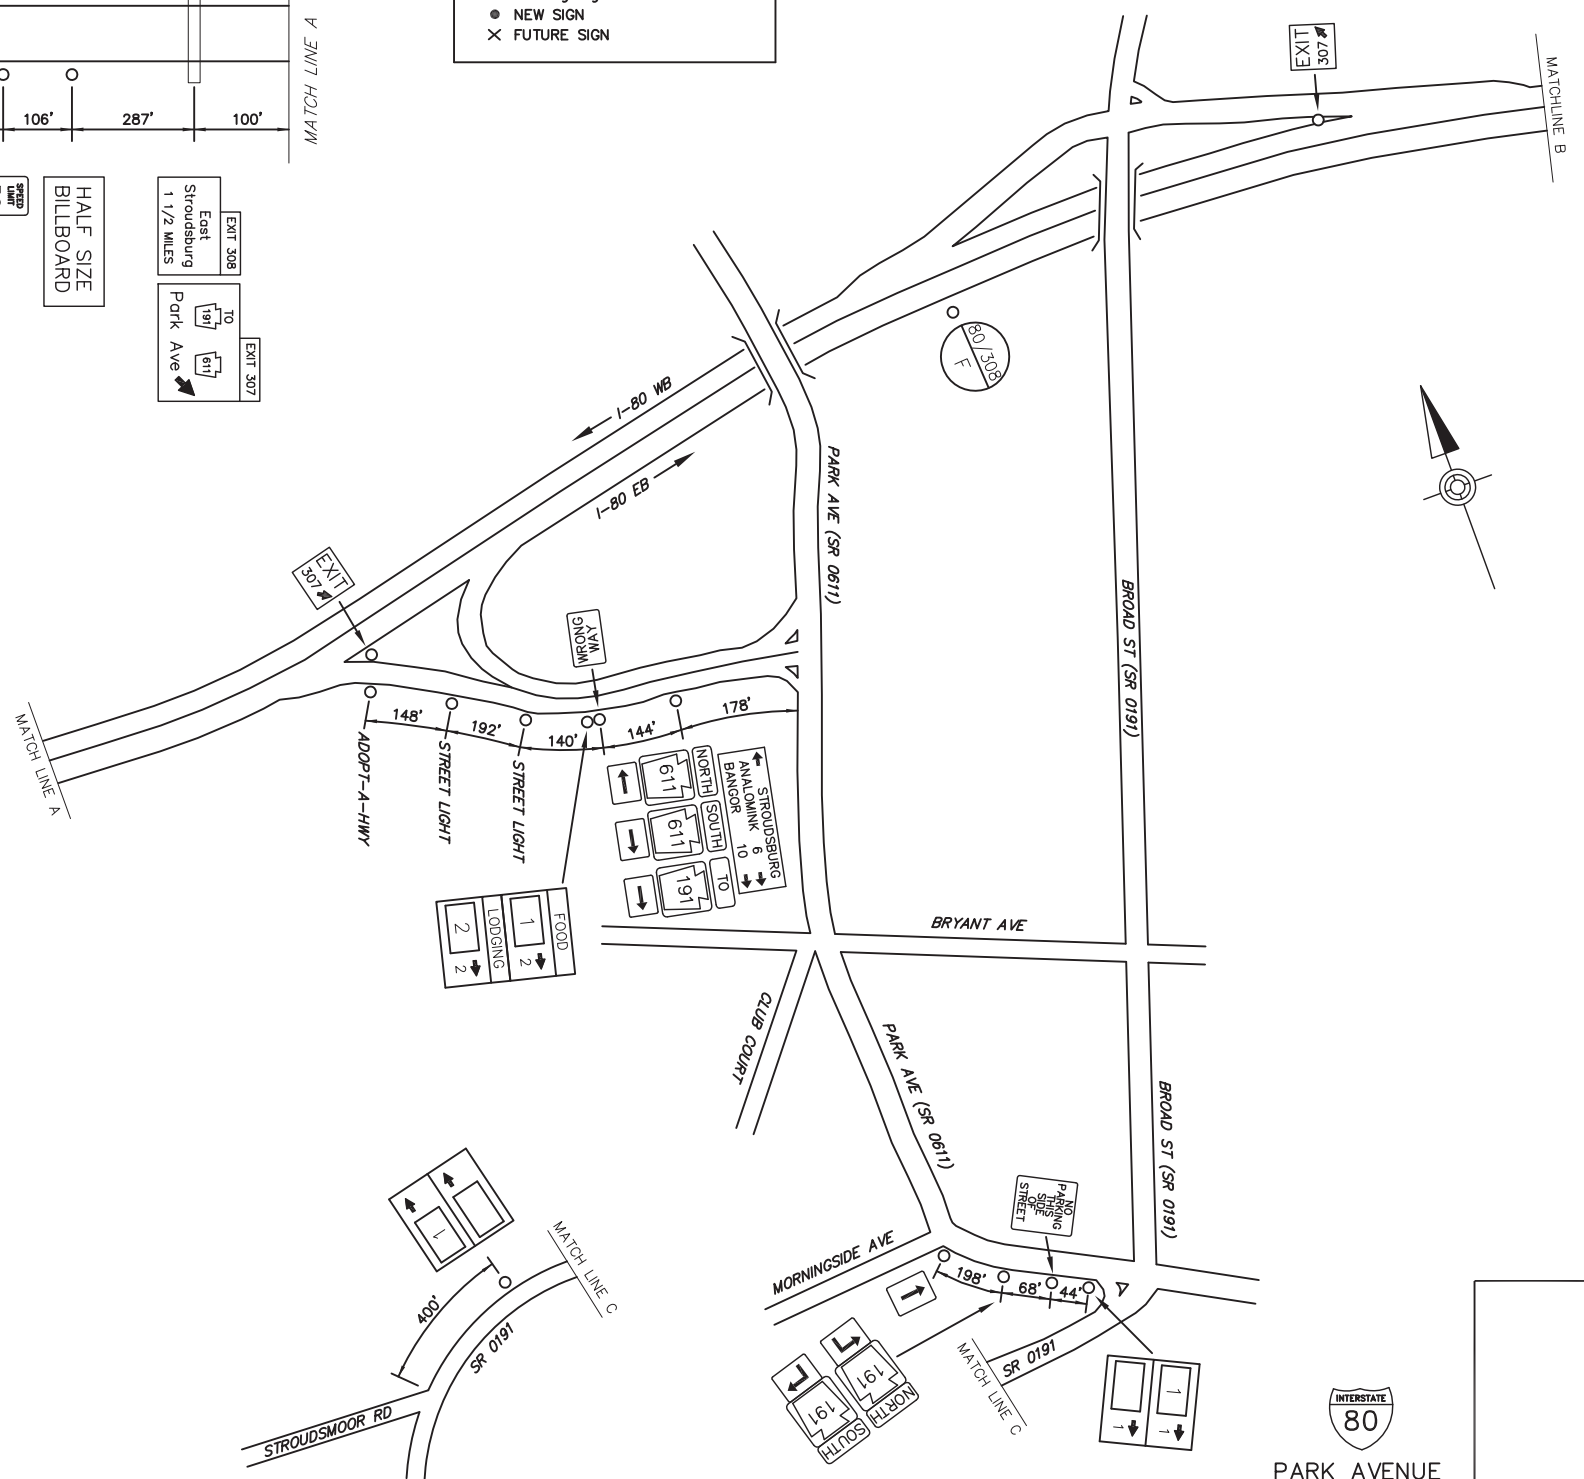 NEW SIGN
X FUTURE SIGN
MATCH LINE A
106' 287' 100'
SPEED
LIMIT
HALF SIZE
BILLBOARD
EXIT 308
East
Stroudsburg
1 1/2 MILES
EXIT 307
TO
191 611
Park Ave
EXIT
307
MATCHLINE B
80/308
F
I-80 WB
I-80 EB
PARK AVE (SR 0611)
BROAD ST (SR 0191)
EXIT
307
WRONG
WAY
MATCH LINE A
148' 192' 140' 144' 178'
ADOPT-A-HWY
STREET LIGHT
STREET LIGHT
STROUDSBURG
ANALOMINK 6
BANGOR 10
NORTH SOUTH TO
611 611 191
FOOD
1 2
LODGING
2 2
BRYANT AVE
CLUB COURT
PARK AVE (SR 0611)
BROAD ST (SR 0191)
NO
PARKING
THIS
SIDE
OF
STREET
MORNINGSIDE AVE
198' 68' 44'
1
MATCH LINE C
400'
SR 0191
STROUDSMOOR RD
191 NORTH
191 SOUTH
SR 0191
MATCH LINE C
1 1
1
INTERSTATE
80
PARK AVENUE